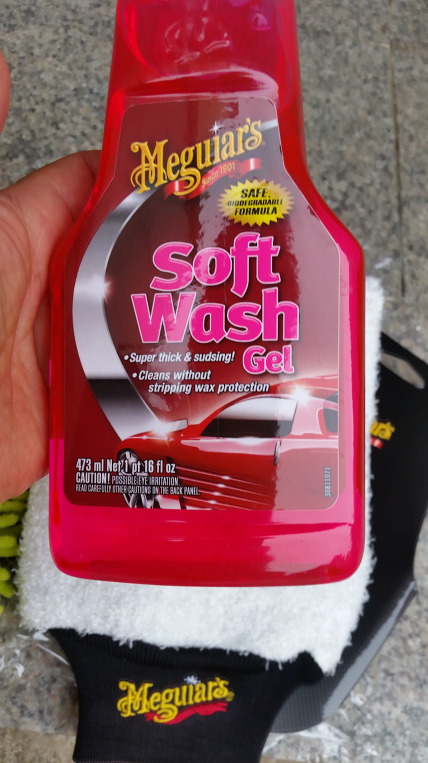 Meguiar's
Since 1901
SAFE,
BIODEGRADABLE
FORMULA
Soft
Wash
Gel
• Super thick & sudsing!
• Cleans without
stripping wax protection
473 ml Net 1 pt 16 fl oz
CAUTION! POSSIBLE EYE IRRITATION.
READ CAREFULLY OTHER CAUTIONS ON THE BACK PANEL.
Meguiar's